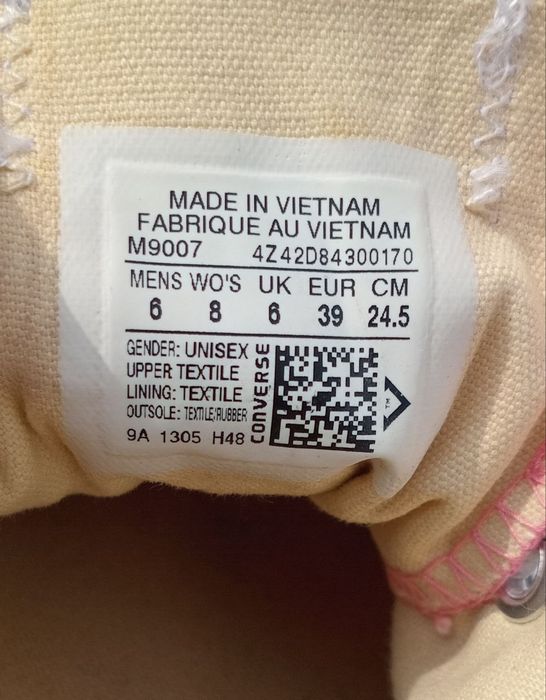 MADE IN VIETNAM
FABRIQUE AU VIETNAM
M9007 4Z42D84300170
MENS WO'S UK EUR CM
6 8 6 39 24.5
GENDER: UNISEX
UPPER TEXTILE
LINING: TEXTILE
OUTSOLE: TEXTILE/RUBBER
9A 1305 H48
CONVERSE
TM